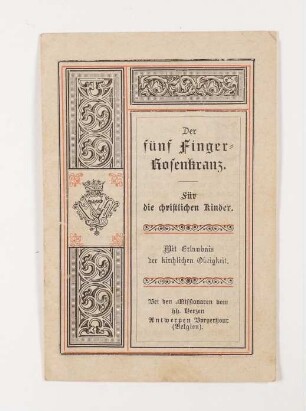 Der
fünf Finger-
Rosenkranz.
Für
die christlichen Kinder.
Mit Erlaubnis
der kirchlichen Obrigkeit.
Bei den Missionaren vom
hh. Herzen
Antwerpen Borgerhout
(Belgien).